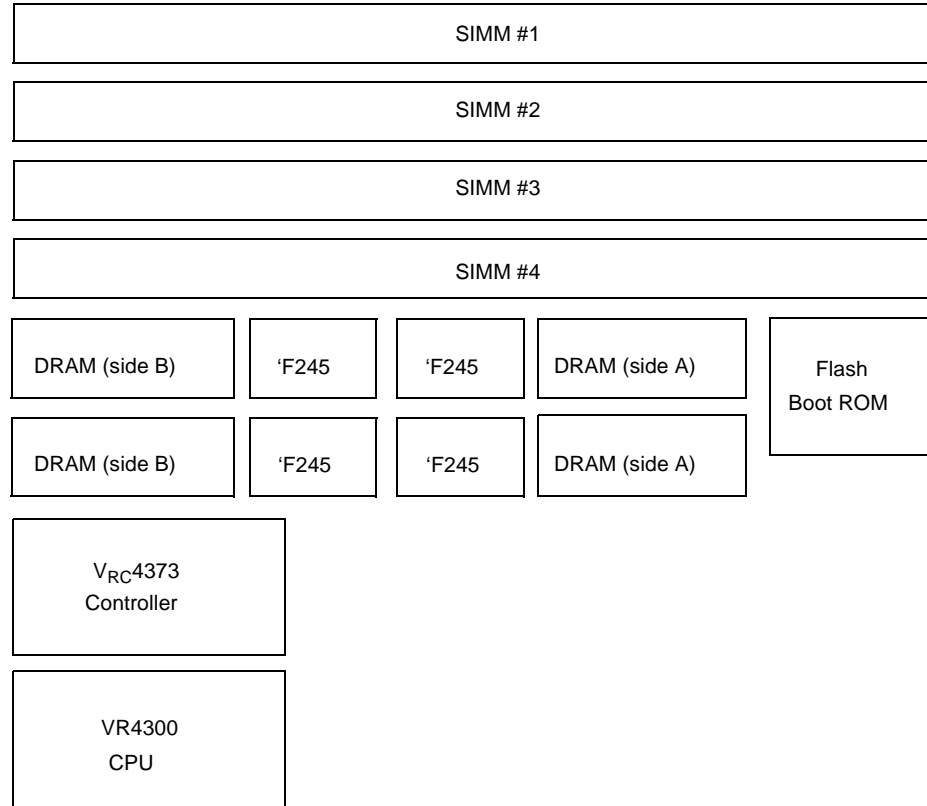 SIMM #1
SIMM #2
SIMM #3
SIMM #4
DRAM (side B)
‘F245
‘F245
DRAM (side A)
Flash
Boot ROM
DRAM (side B)
‘F245
‘F245
DRAM (side A)
VRC4373
Controller
VR4300
CPU